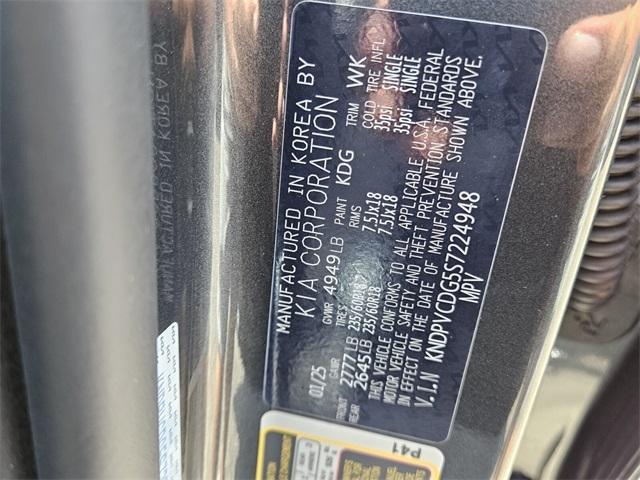 MANUFACTURED IN KOREA BY
KIA CORPORATION
01/25 GVWR 4949LB PAINT KDG TRIM WK
GAWR TIRES RIMS COLD TIRE INFL
FRONT 2777LB 235/60R18 7.5Jx18 35psi SINGLE
REAR 2645LB 235/60R18 7.5Jx18 35psi SINGLE
THIS VEHICLE CONFORMS TO ALL APPLICABLE U.S.A. FEDERAL
MOTOR VEHICLE SAFETY AND THEFT PREVENTION STANDARDS
IN EFFECT ON THE DATE OF MANUFACTURE SHOWN ABOVE.
V.I.N KNDPVCDG5S7224948
MPV
P41